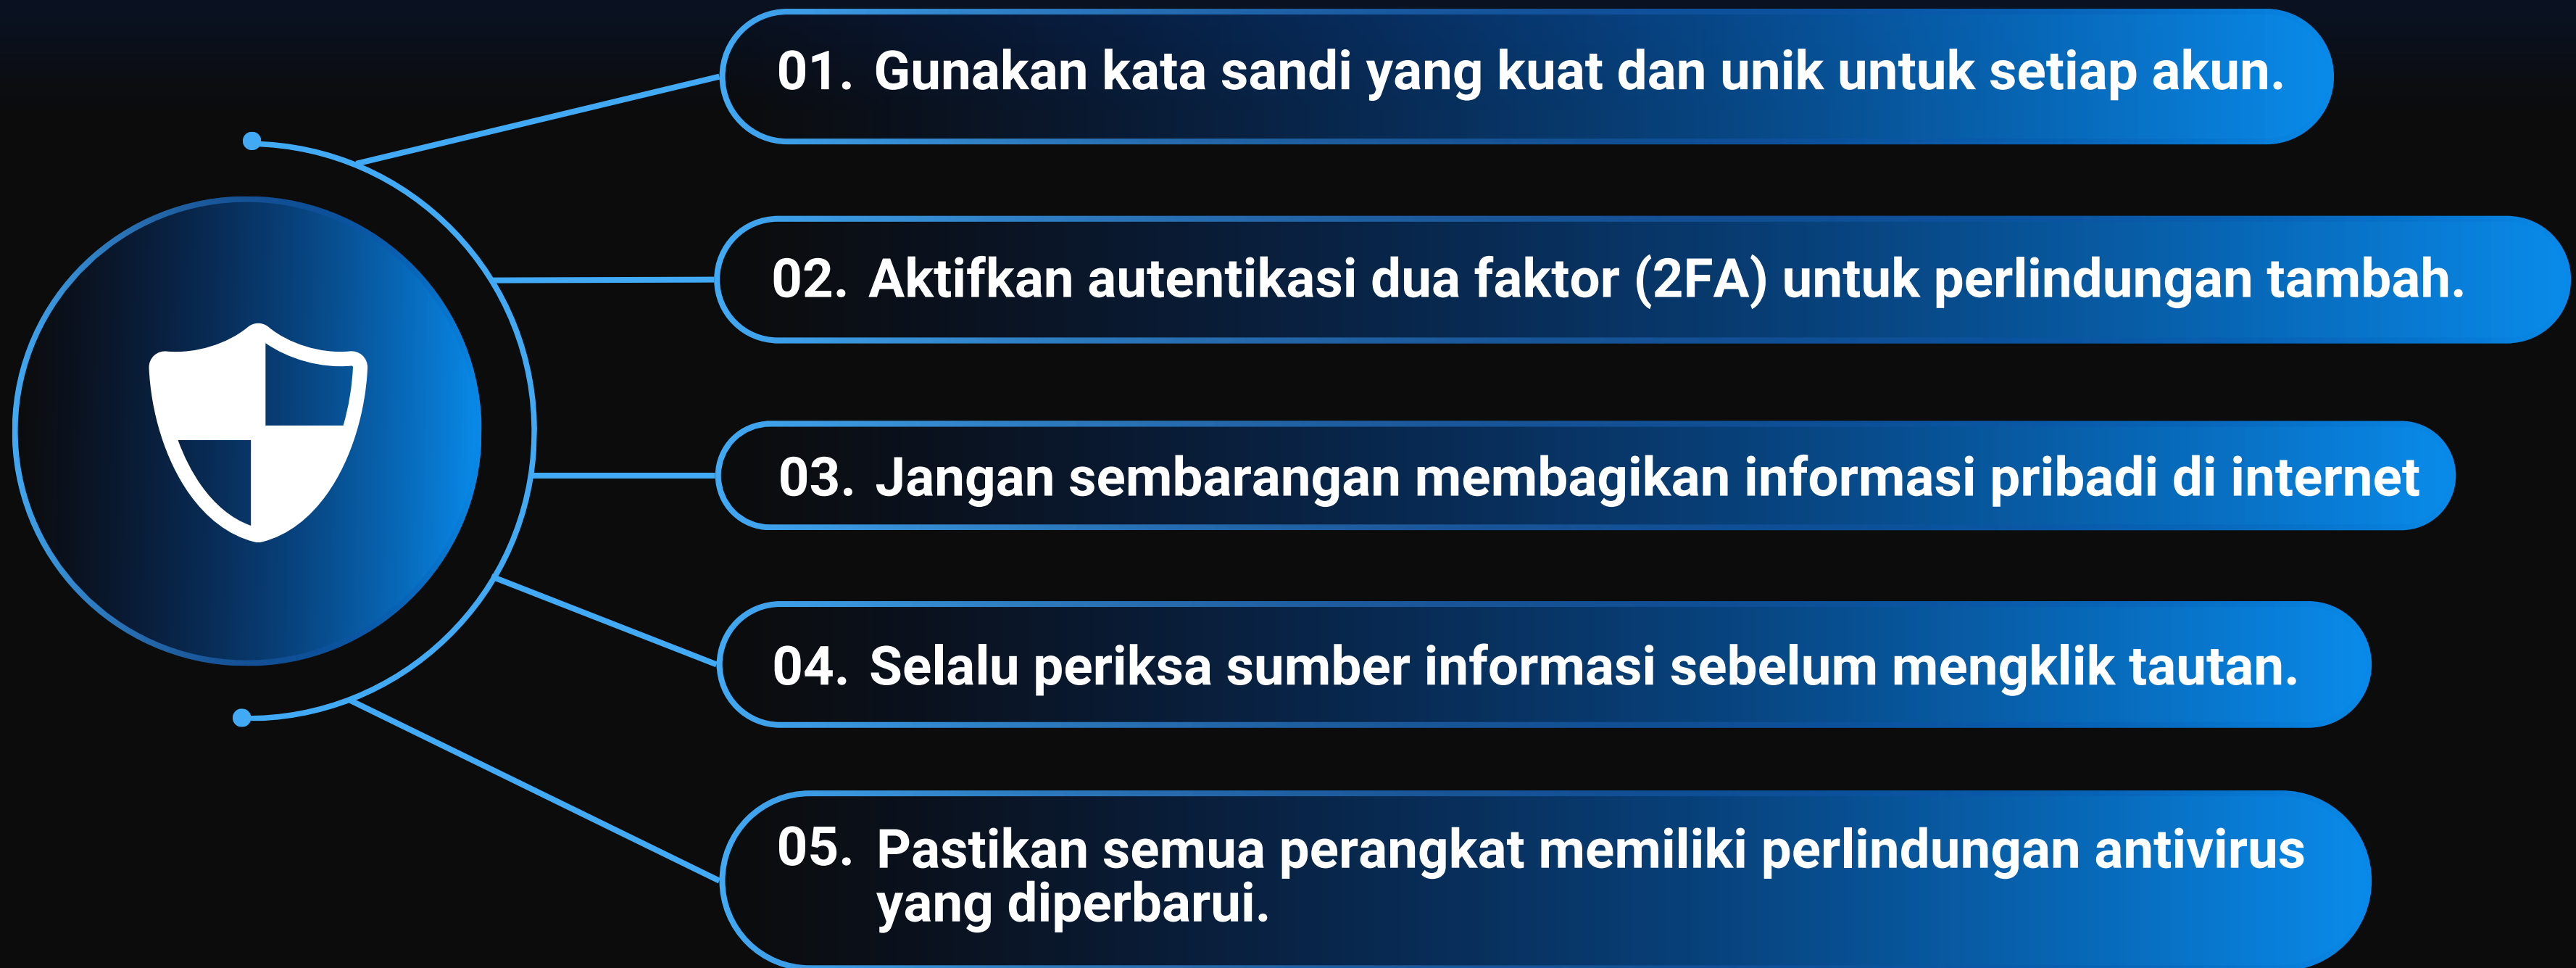 01. Gunakan kata sandi yang kuat dan unik untuk setiap akun.
02. Aktifkan autentikasi dua faktor (2FA) untuk perlindungan tambah.
03. Jangan sembarangan membagikan informasi pribadi di internet
04. Selalu periksa sumber informasi sebelum mengklik tautan.
05. Pastikan semua perangkat memiliki perlindungan antivirus
yang diperbarui.